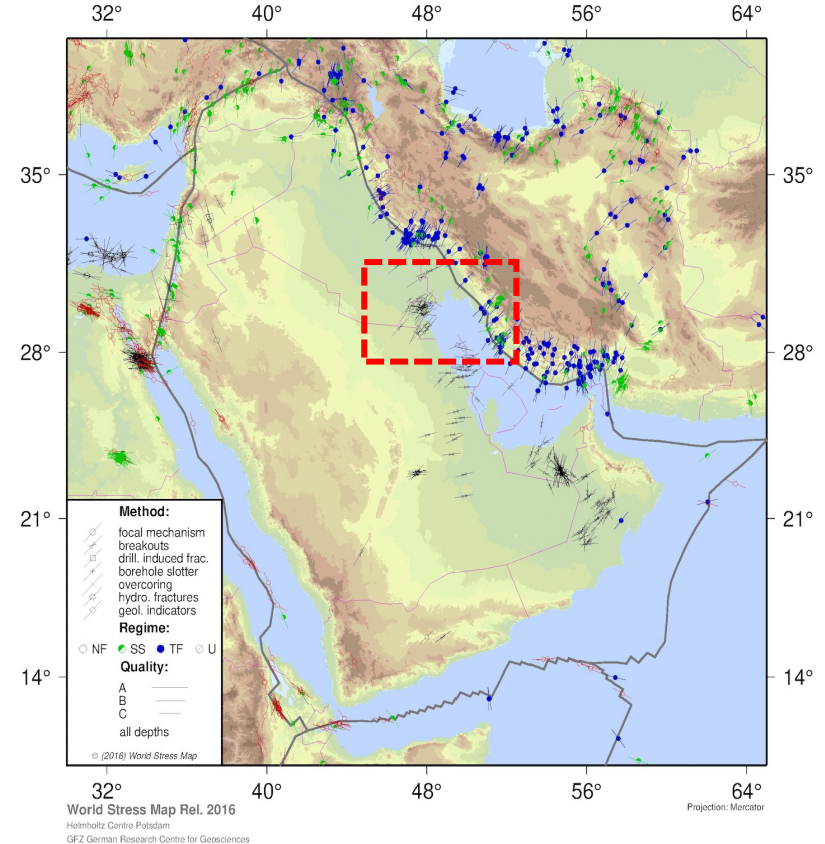 32° 40° 48° 56° 64°
35° 35°
28° 28°
21° 21°
14° 14°
Method:
focal mechanism
breakouts
drill. induced frac.
borehole slotter
overcoring
hydro. fractures
geol. indicators
Regime:
NF SS TF U
Quality:
A
B
C
all depths
© (2016) World Stress Map
32° 40° 48° 56° 64°
World Stress Map Rel. 2016
Projection: Mercator
Helmholtz Centre Potsdam
GFZ German Research Centre for Geosciences